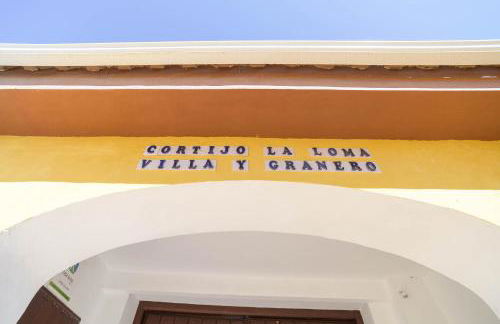 CORTIJO LA LOMA
VILLA Y GRANERO